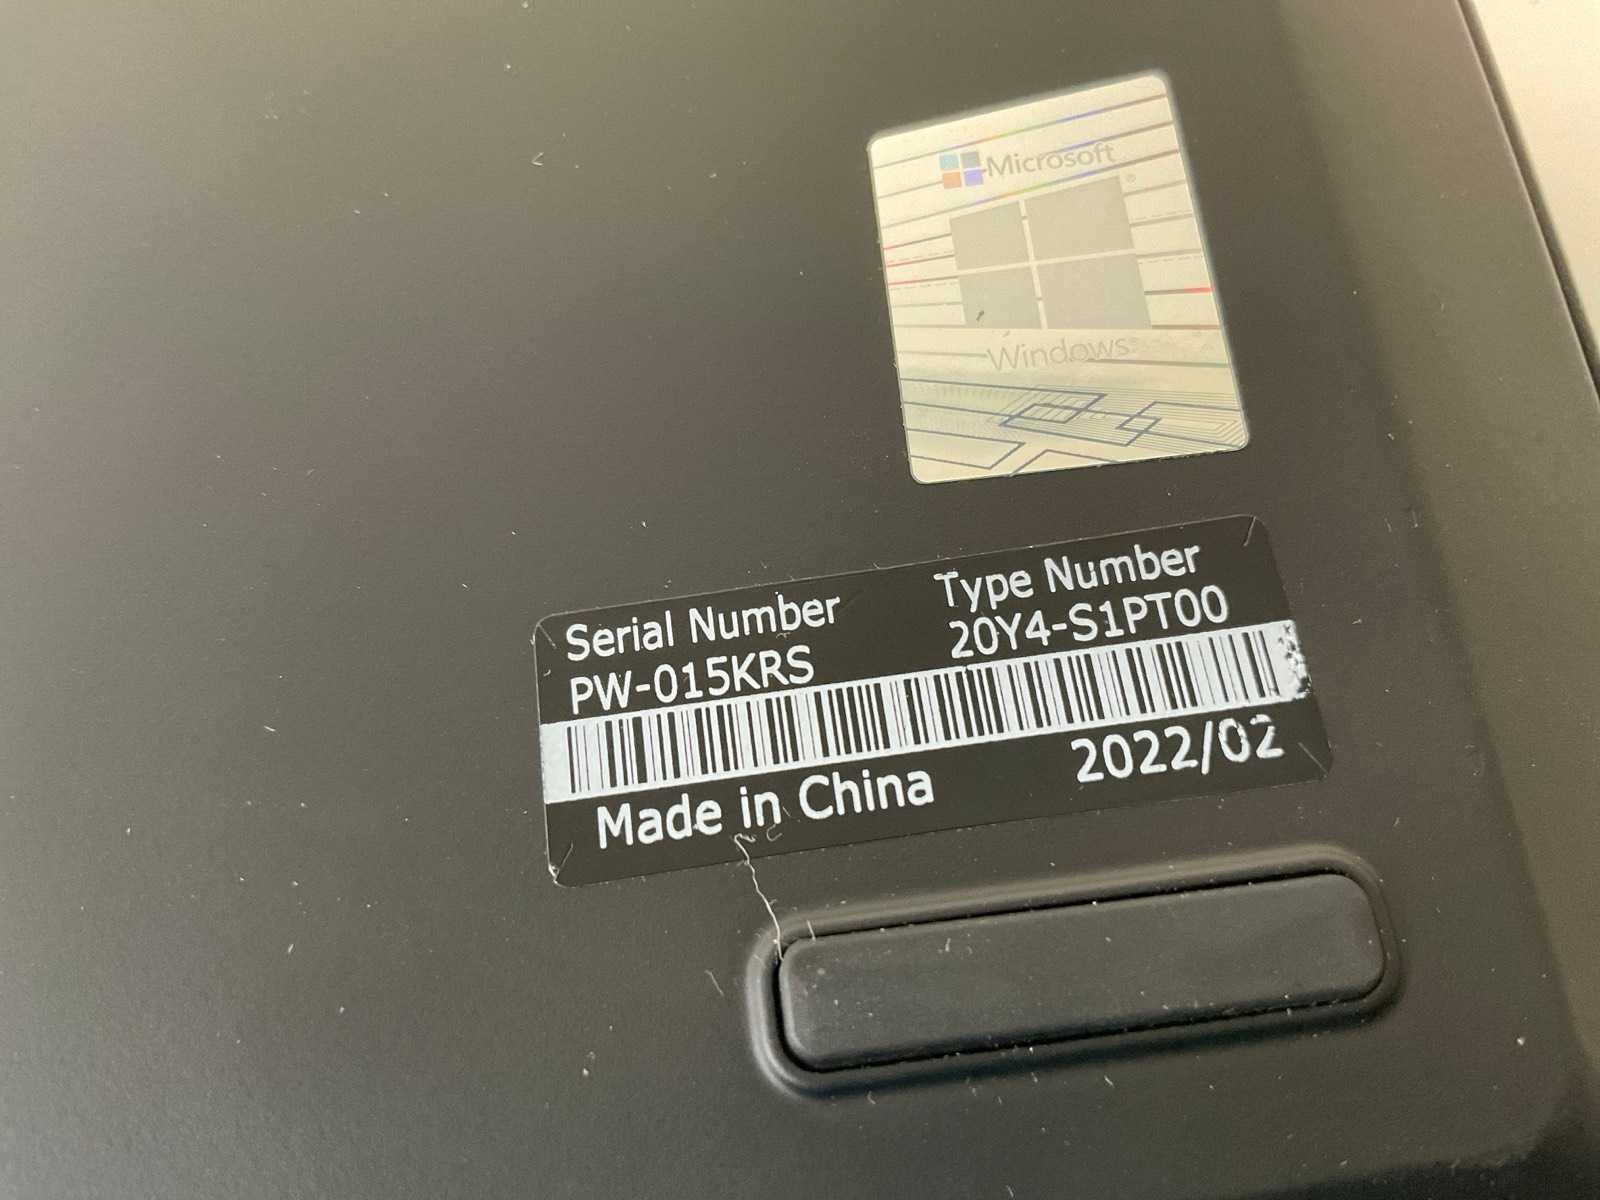 Microsoft
Windows
Serial Number
PW-015KRS
Type Number
20Y4-S1PT00
Made in China
2022/02